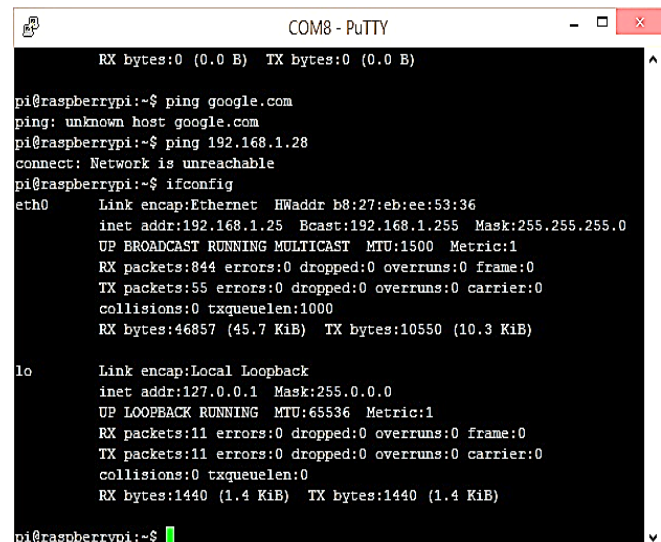 COM8 - PuTTY
RX bytes:0 (0.0 B)  TX bytes:0 (0.0 B)
pi@raspberrypi:~$ ping google.com
ping: unknown host google.com
pi@raspberrypi:~$ ping 192.168.1.28
connect: Network is unreachable
pi@raspberrypi:~$ ifconfig
eth0      Link encap:Ethernet  HWaddr b8:27:eb:ee:53:36
inet addr:192.168.1.25  Bcast:192.168.1.255  Mask:255.255.255.0
UP BROADCAST RUNNING MULTICAST  MTU:1500  Metric:1
RX packets:844 errors:0 dropped:0 overruns:0 frame:0
TX packets:55 errors:0 dropped:0 overruns:0 carrier:0
collisions:0 txqueuelen:1000
RX bytes:46857 (45.7 KiB)  TX bytes:10550 (10.3 KiB)
lo        Link encap:Local Loopback
inet addr:127.0.0.1  Mask:255.0.0.0
UP LOOPBACK RUNNING  MTU:65536  Metric:1
RX packets:11 errors:0 dropped:0 overruns:0 frame:0
TX packets:11 errors:0 dropped:0 overruns:0 carrier:0
collisions:0 txqueuelen:0
RX bytes:1440 (1.4 KiB)  TX bytes:1440 (1.4 KiB)
pi@raspberrypi:~$